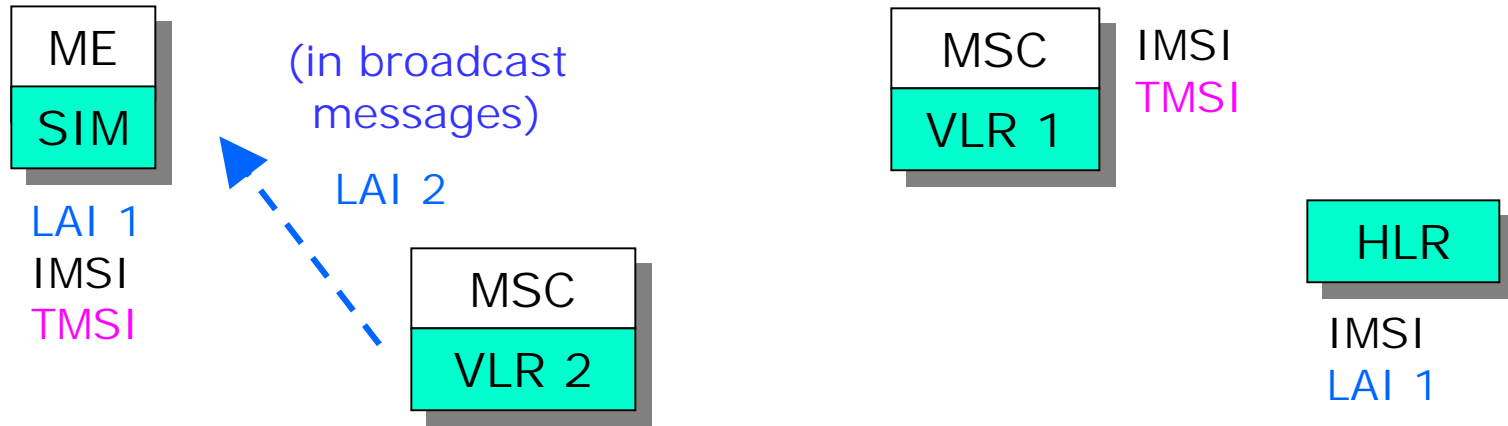 ME
SIM
LAI 1
IMSI
TMSI
(in broadcast
messages)
LAI 2
MSC
VLR 2
MSC
VLR 1
IMSI
TMSI
HLR
IMSI
LAI 1